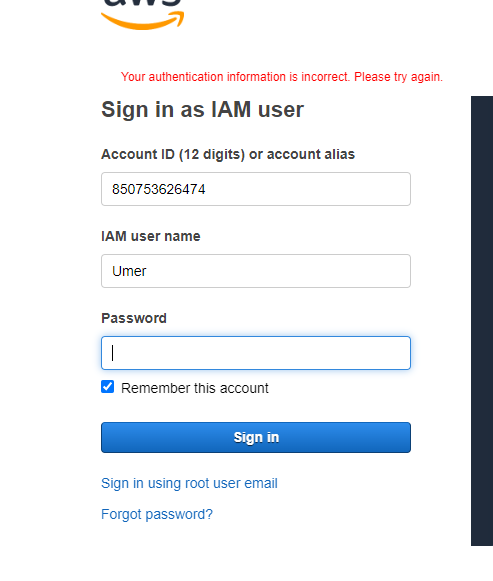 aws
Your authentication information is incorrect. Please try again.
Sign in as IAM user
Account ID (12 digits) or account alias
850753626474
IAM user name
Umer
Password
Remember this account
Sign in
Sign in using root user email
Forgot password?